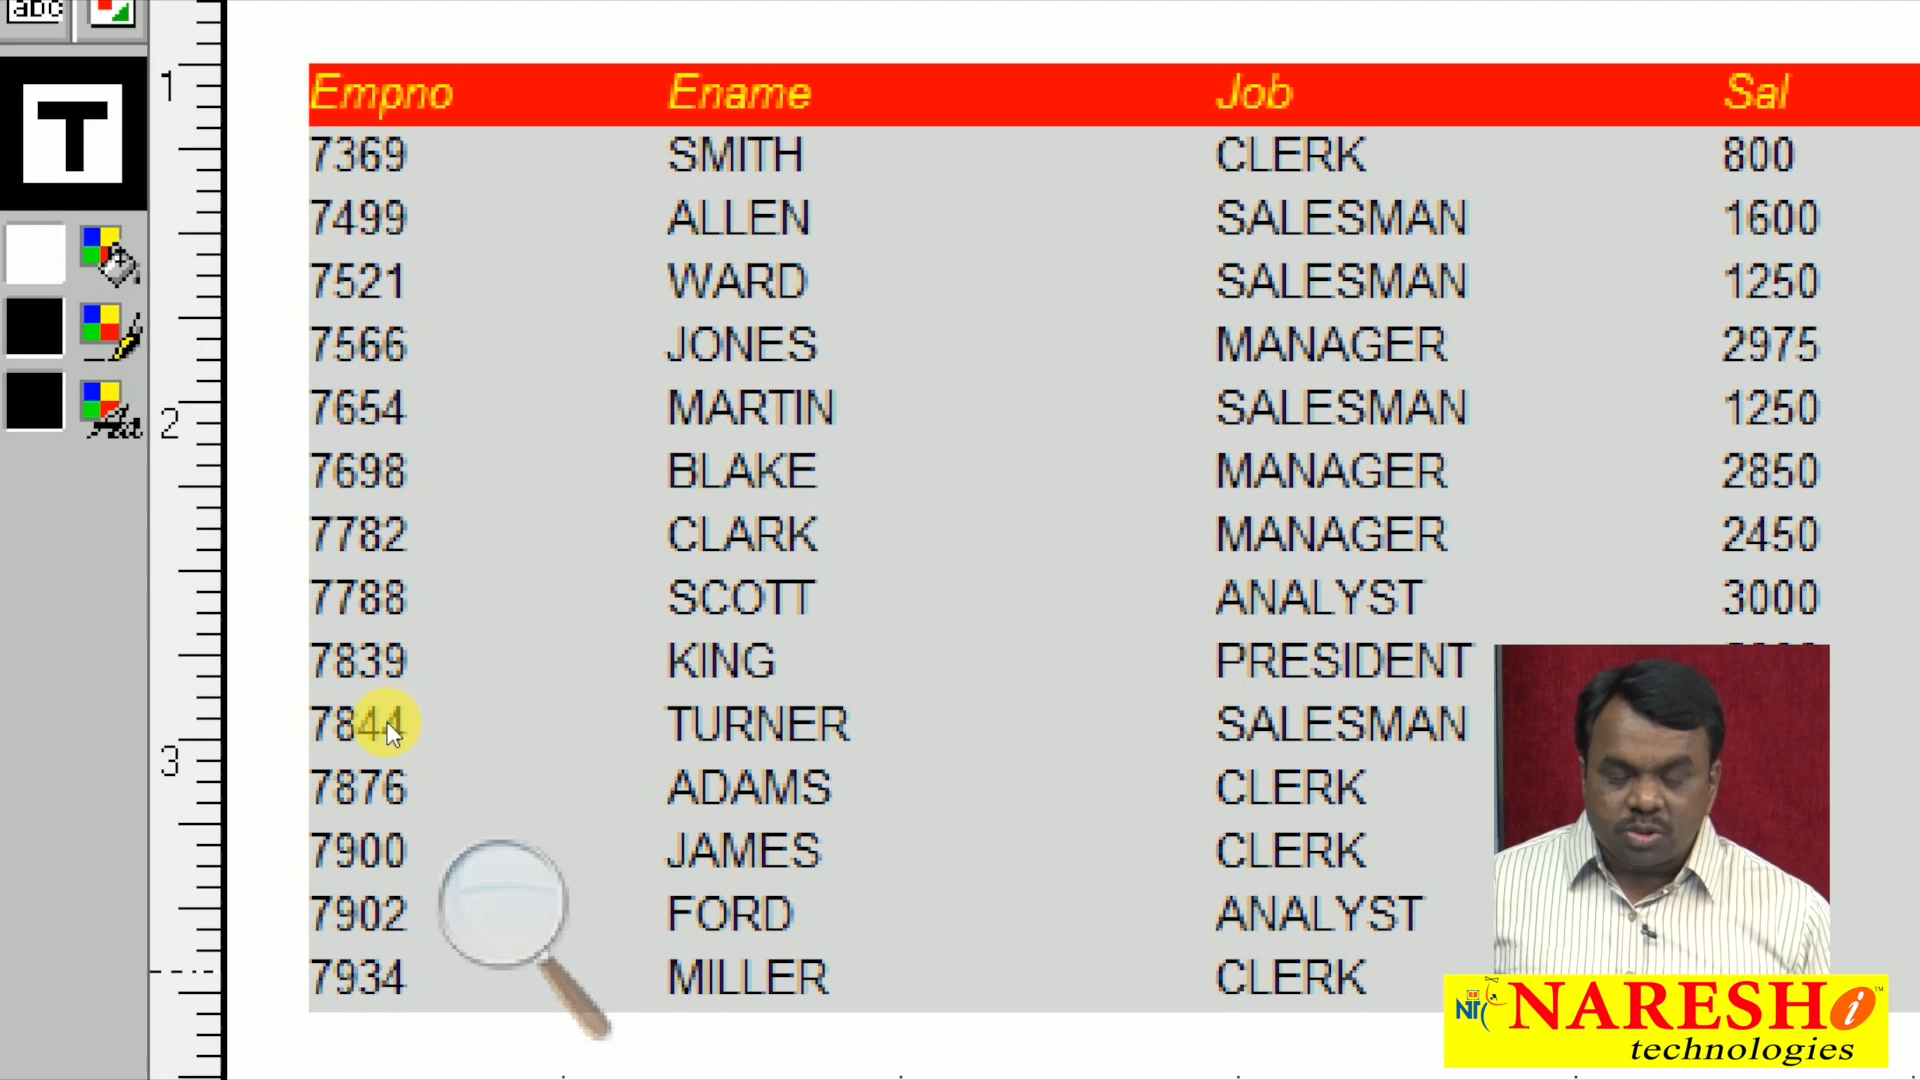 abc
1
Empno Ename Job Sal
7369 SMITH CLERK 800
7499 ALLEN SALESMAN 1600
7521 WARD SALESMAN 1250
7566 JONES MANAGER 2975
2
7654 MARTIN SALESMAN 1250
7698 BLAKE MANAGER 2850
7782 CLARK MANAGER 2450
7788 SCOTT ANALYST 3000
7839 KING PRESIDENT
7844 TURNER SALESMAN
3
7876 ADAMS CLERK
7900 JAMES CLERK
7902 FORD ANALYST
7934 MILLER CLERK
T
NARESH i ™
technologies